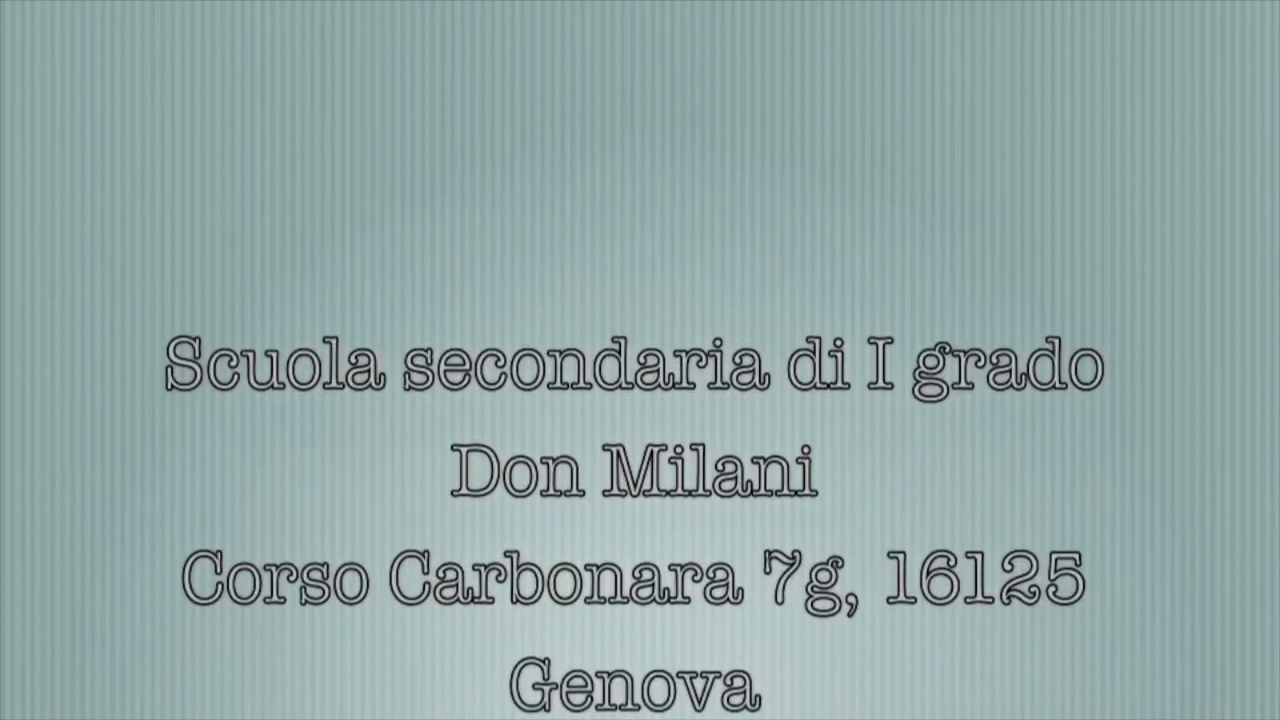 Scuola secondaria di I grado
Don Milani
Corso Carbonara 7g, 16125
Genova